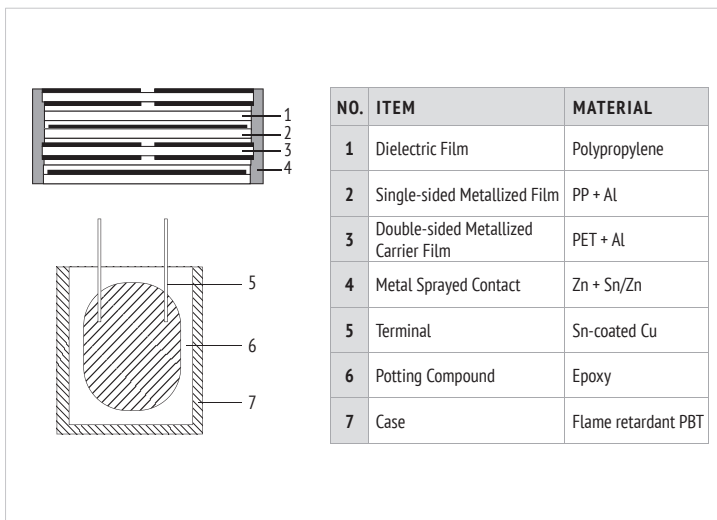 1
2
3
4
5
6
7
NO. ITEM MATERIAL
1 Dielectric Film Polypropylene
2 Single-sided Metallized Film PP + Al
3 Double-sided Metallized
Carrier Film PET + Al
4 Metal Sprayed Contact Zn + Sn/Zn
5 Terminal Sn-coated Cu
6 Potting Compound Epoxy
7 Case Flame retardant PBT